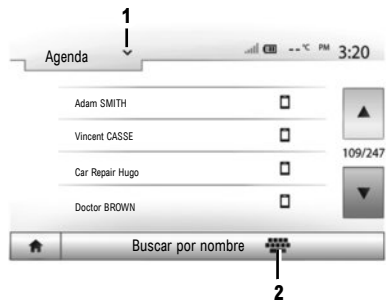 1
Agenda --°C PM 3:20
Adam SMITH
Vincent CASSE
109/247
Car Repair Hugo
Doctor BROWN
Buscar por nombre
2